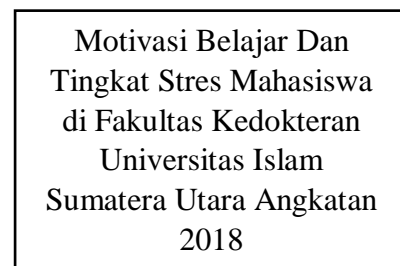 Motivasi Belajar Dan
Tingkat Stres Mahasiswa
di Fakultas Kedokteran
Universitas Islam
Sumatera Utara Angkatan
2018